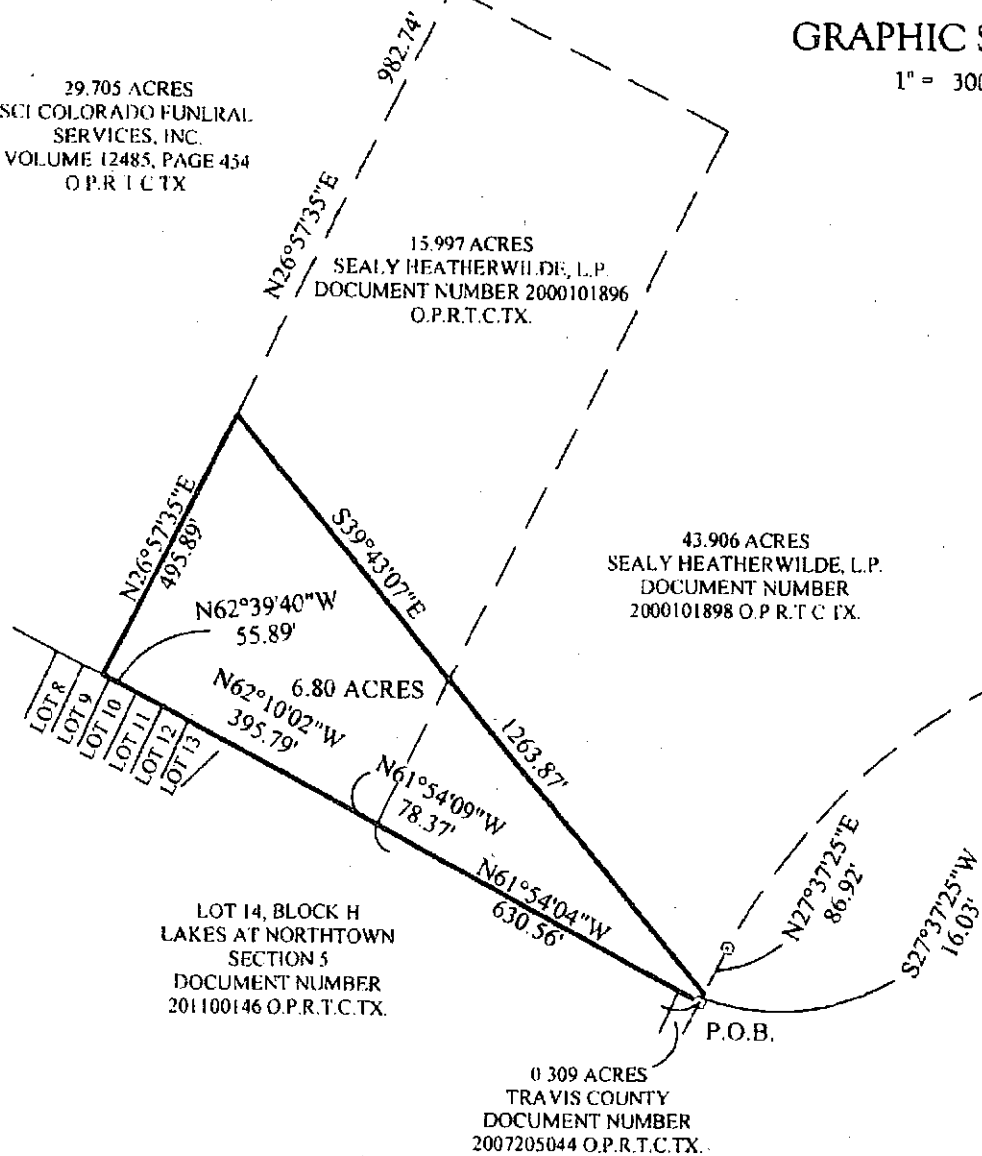 GRAPHIC S
1" = 300
982.74'
29.705 ACRES
SCI COLORADO FUNERAL
SERVICES, INC.
VOLUME 12485, PAGE 454
O P.R T C TX
N26°57'35"E
15.997 ACRES
SEALY HEATHERWILDE, L.P.
DOCUMENT NUMBER 2000101896
O.P.R.T.C.TX.
N26°57'35"E
495.89'
S39°43'07"E
1263.87'
43.906 ACRES
SEALY HEATHERWILDE, L.P.
DOCUMENT NUMBER
2000101898 O.P R.T C TX.
N62°39'40"W
55.89'
6.80 ACRES
N62°10'02"W
395.79'
LOT 8
LOT 9
LOT 10
LOT 11
LOT 12
LOT 13
N61°54'09"W
78.37'
N61°54'04"W
630.56'
N27°37'25"E
86.92'
S27°37'25"W
16.03'
LOT 14, BLOCK H
LAKES AT NORTHTOWN
SECTION 5
DOCUMENT NUMBER
201100146 O.P.R.T.C.TX.
P.O.B.
0 309 ACRES
TRAVIS COUNTY
DOCUMENT NUMBER
2007205044 O.P.R.T.C.TX.